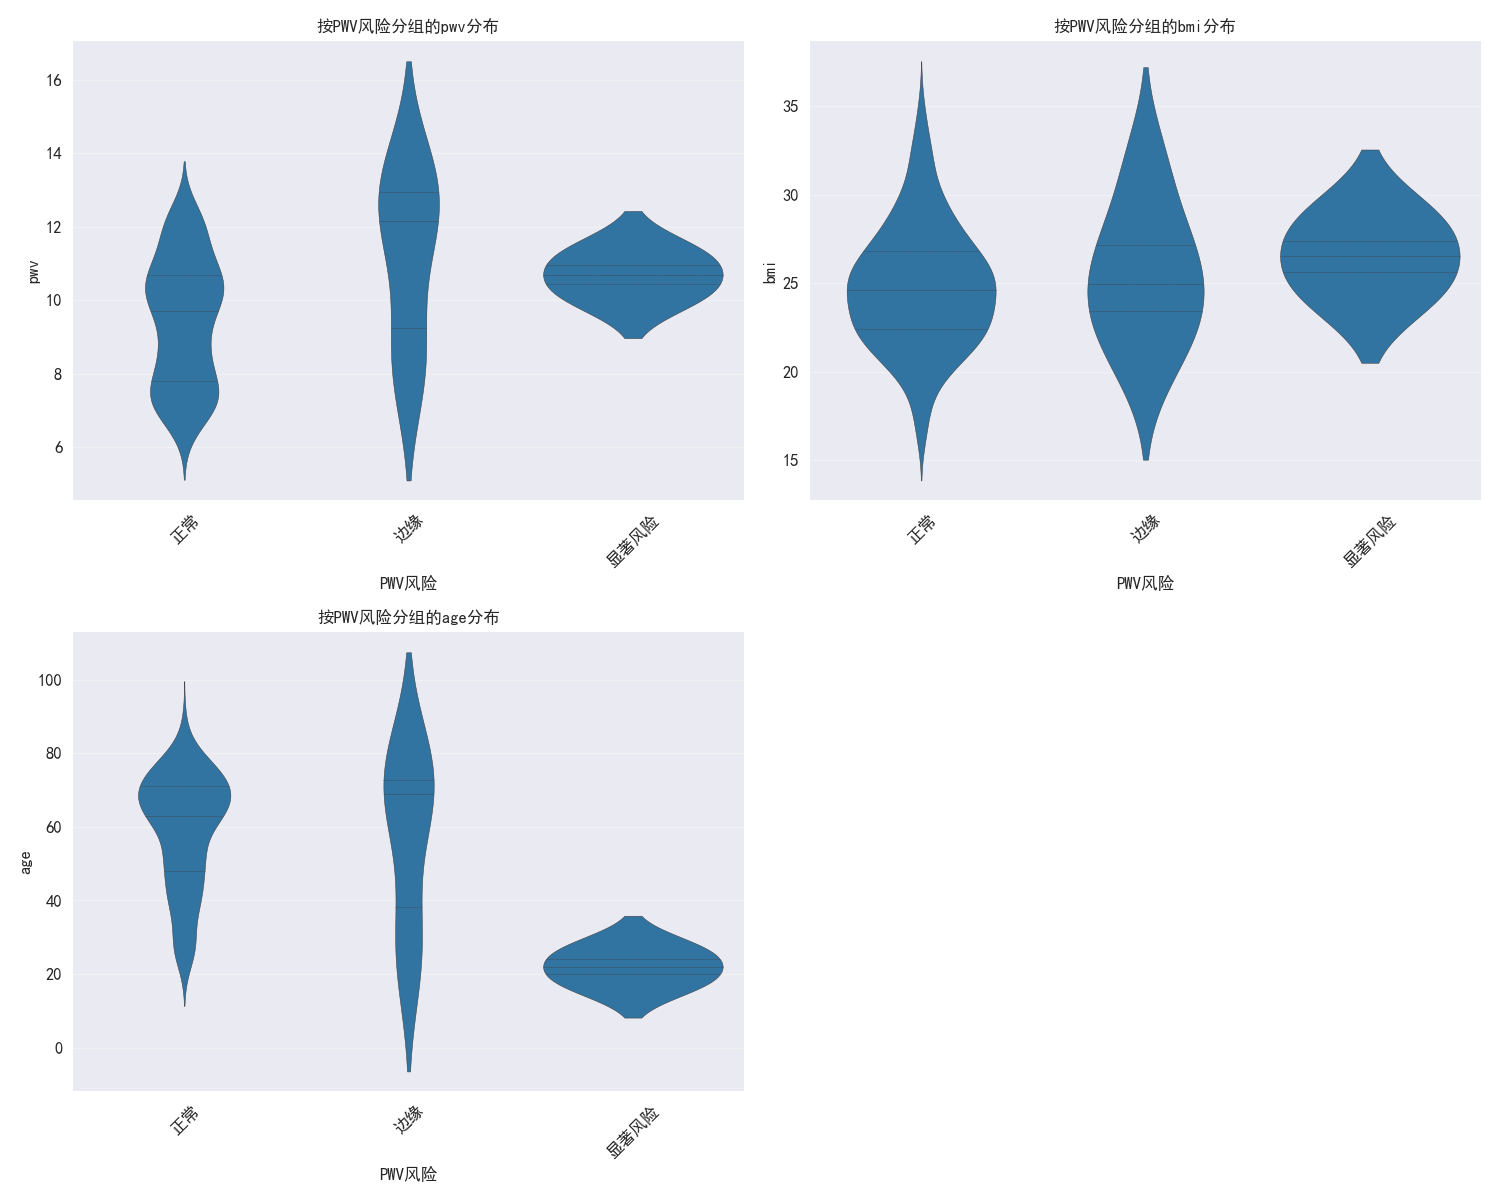 按PWV风险分组的pwv分布
pwv
16
14
12
10
8
6
正常
边缘
显著风险
PWV风险
按PWV风险分组的bmi分布
bmi
35
30
25
20
15
正常
边缘
显著风险
PWV风险
按PWV风险分组的age分布
age
100
80
60
40
20
0
正常
边缘
显著风险
PWV风险